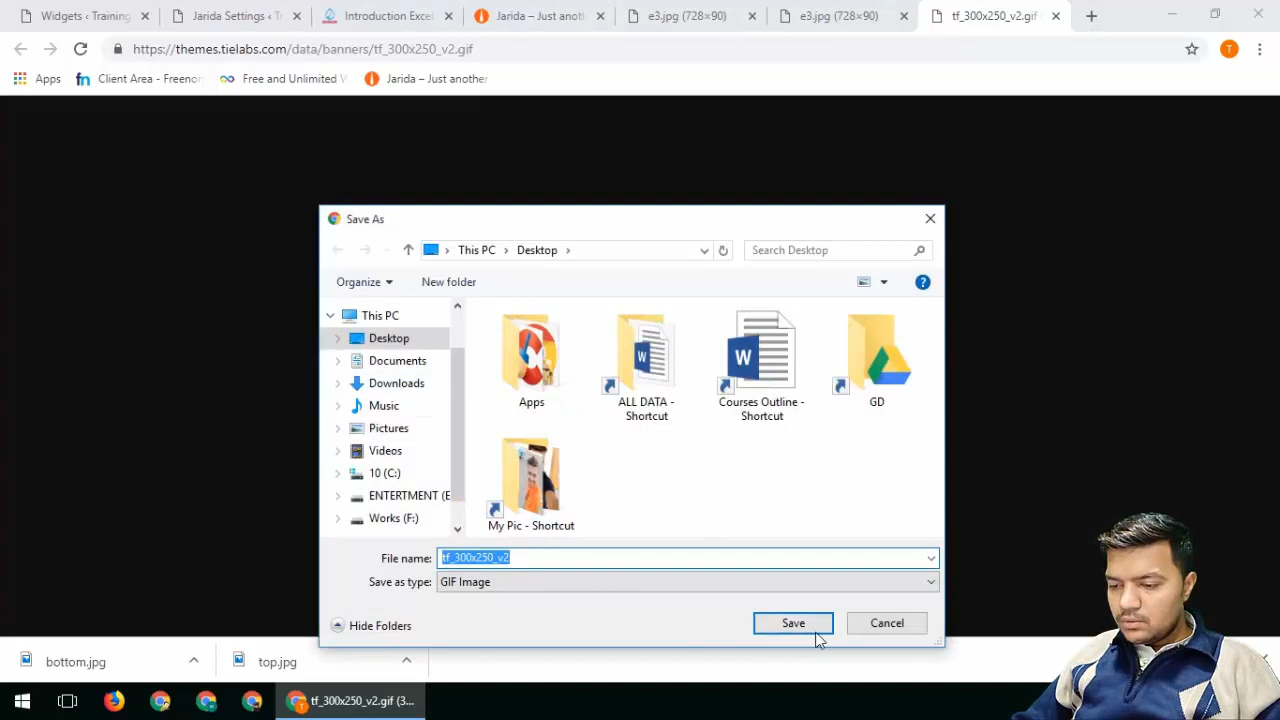 Widgets ‹ Training
Jarida Settings ‹ Tr
Introduction Excel
Jarida – Just anoth
e3.jpg (728×90)
e3.jpg (728×90)
tf_300x250_v2.gif (
https://themes.tielabs.com/data/banners/tf_300x250_v2.gif
T
Apps
Client Area - Freenom
Free and Unlimited
Jarida – Just another
Save As
This PC
Desktop
Search Desktop
Organize
New folder
This PC
Desktop
Documents
Downloads
Music
Pictures
Videos
10 (C:)
ENTERTMENT (E
Works (F:)
Apps
ALL DATA -
Shortcut
Courses Outline -
Shortcut
GD
My Pic - Shortcut
File name:
tf_300x250_v2
Save as type:
GIF Image
Hide Folders
Save
Cancel
bottom.jpg
top.jpg
tf_300x250_v2.gif (3...